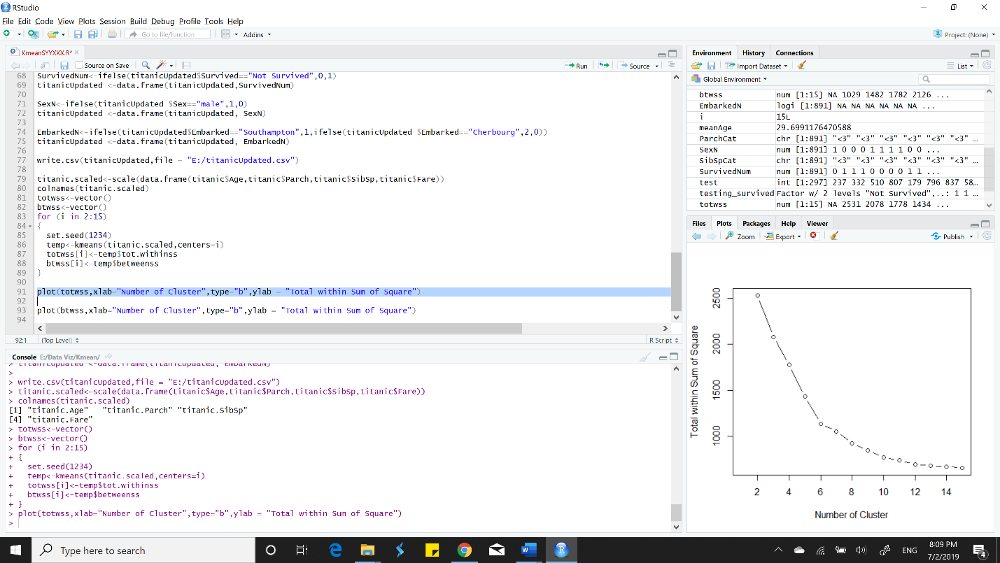 RStudio
File Edit Code View Plots Session Build Debug Profile Tools Help
Go to file/function
Addins
Project: (None)
KmeanSYYXXX.R*
Source on Save
Run
Source
68 SurvivedNum<-ifelse(titanicUpdated$Survived=="Not Survived",0,1)
69 titanicUpdated <-data.frame(titanicUpdated,SurvivedNum)
70
71 SexN<-ifelse(titanicUpdated $Sex=="male",1,0)
72 titanicUpdated <-data.frame(titanicUpdated, SexN)
73
74 EmbarkedN<-ifelse(titanicUpdated$Embarked=="Southampton",1,ifelse(titanicUpdated $Embarked=="Cherbourg",2,0))
75 titanicUpdated <-data.frame(titanicUpdated, EmbarkedN)
76
77 write.csv(titanicUpdated,file = "E:/titanicUpdated.csv")
78
79 titanic.scaled<-scale(data.frame(titanic$Age,titanic$Parch,titanic$SibSp,titanic$Fare))
80 colnames(titanic.scaled)
81 totwss<-vector()
82 btwss<-vector()
83 for (i in 2:15)
84 {
85 set.seed(1234)
86 temp<-kmeans(titanic.scaled,centers=i)
87 totwss[i]<-temp$tot.withinss
88 btwss[i]<-temp$betweenss
89 }
90
91 plot(totwss,xlab="Number of Cluster",type="b",ylab = "Total within Sum of Square")
92
93 plot(btwss,xlab="Number of Cluster",type="b",ylab = "Total within Sum of Square")
94
92:1 (Top Level) R Script
Console E:/Data Viz/Kmean/
> titanicUpdated <-data.frame(titanicUpdated, EmbarkedN)
>
> write.csv(titanicUpdated,file = "E:/titanicUpdated.csv")
> titanic.scaled<-scale(data.frame(titanic$Age,titanic$Parch,titanic$SibSp,titanic$Fare))
> colnames(titanic.scaled)
[1] "titanic.Age" "titanic.Parch" "titanic.SibSp"
[4] "titanic.Fare"
> totwss<-vector()
> btwss<-vector()
> for (i in 2:15)
+ {
+ set.seed(1234)
+ temp<-kmeans(titanic.scaled,centers=i)
+ totwss[i]<-temp$tot.withinss
+ btwss[i]<-temp$betweenss
+ }
> plot(totwss,xlab="Number of Cluster",type="b",ylab = "Total within Sum of Square")
>
Environment History Connections
Import Dataset
List
Global Environment
btwss num [1:15] NA 1029 1482 1782 2126 ...
EmbarkedN logi [1:891] NA NA NA NA NA NA ...
i 15L
meanAge 29.6991176470588
ParchCat chr [1:891] "<3" "<3" "<3" "<3" "<3" "<3" ...
SexN num [1:891] 1 0 0 0 1 1 1 1 0 0 ...
SibSpCat chr [1:891] "<3" "<3" "<3" "<3" "<3" "<3" ...
SurvivedNum num [1:891] 0 1 1 1 0 0 0 0 1 1 ...
test int [1:297] 237 332 510 807 179 796 837 58...
testing_survived Factor w/ 2 levels "Not Survived",..: 1 1 ...
totwss num [1:15] NA 2531 2078 1778 1434 ...
Files Plots Packages Help Viewer
Zoom Export Publish
Total within Sum of Square
2500
2000
1500
1000
2 4 6 8 10 12 14
Number of Cluster
Type here to search
ENG
8:09 PM
7/2/2019
4